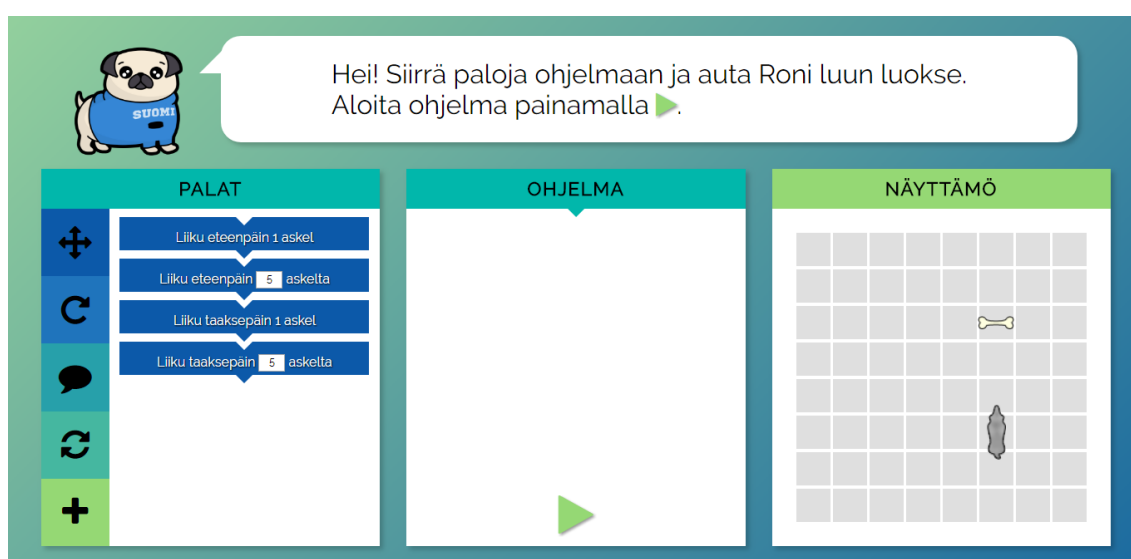 Hei! Siirrä paloja ohjelmaan ja auta Roni luun luokse.
Aloita ohjelma painamalla .
SUOMI
PALAT
Liiku eteenpäin 1 askel
Liiku eteenpäin 5 askelta
Liiku taaksepäin 1 askel
Liiku taaksepäin 5 askelta
OHJELMA
NÄYTTÄMÖ